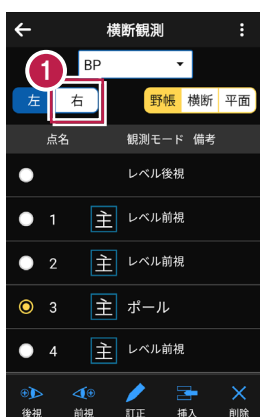 横断観測
1
BP
左 右 野帳 横断 平面
点名 観測モード 備考
レベル後視
1 主 レベル前視
2 主 レベル前視
3 主 ポール
4 主 レベル前視
後視 前視 訂正 挿入 削除